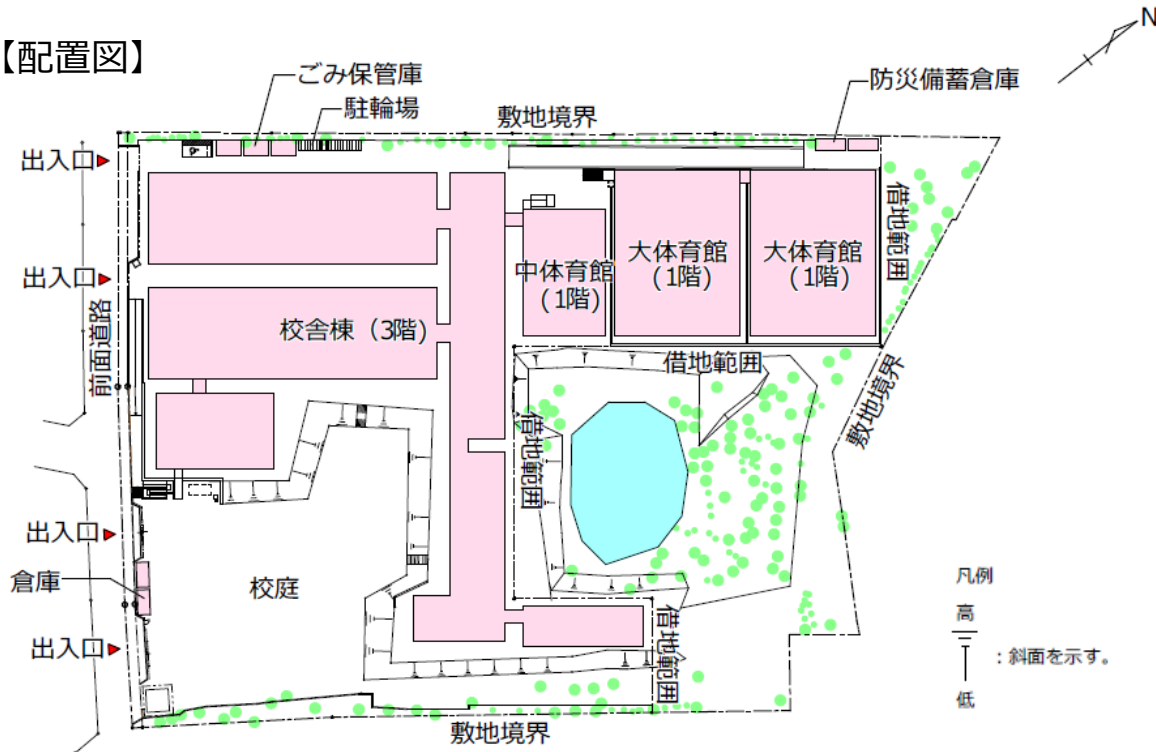 N
【配置図】
ごみ保管庫
駐輪場
敷地境界
防災備蓄倉庫
出入口
借地範囲
中体育館
(1階)
大体育館
(1階)
大体育館
(1階)
出入口
前面道路
校舎棟（3階）
借地範囲
敷地境界
借地範囲
出入口
倉庫
校庭
出入口
借地範囲
敷地境界
凡例
高
：斜面を示す。
低